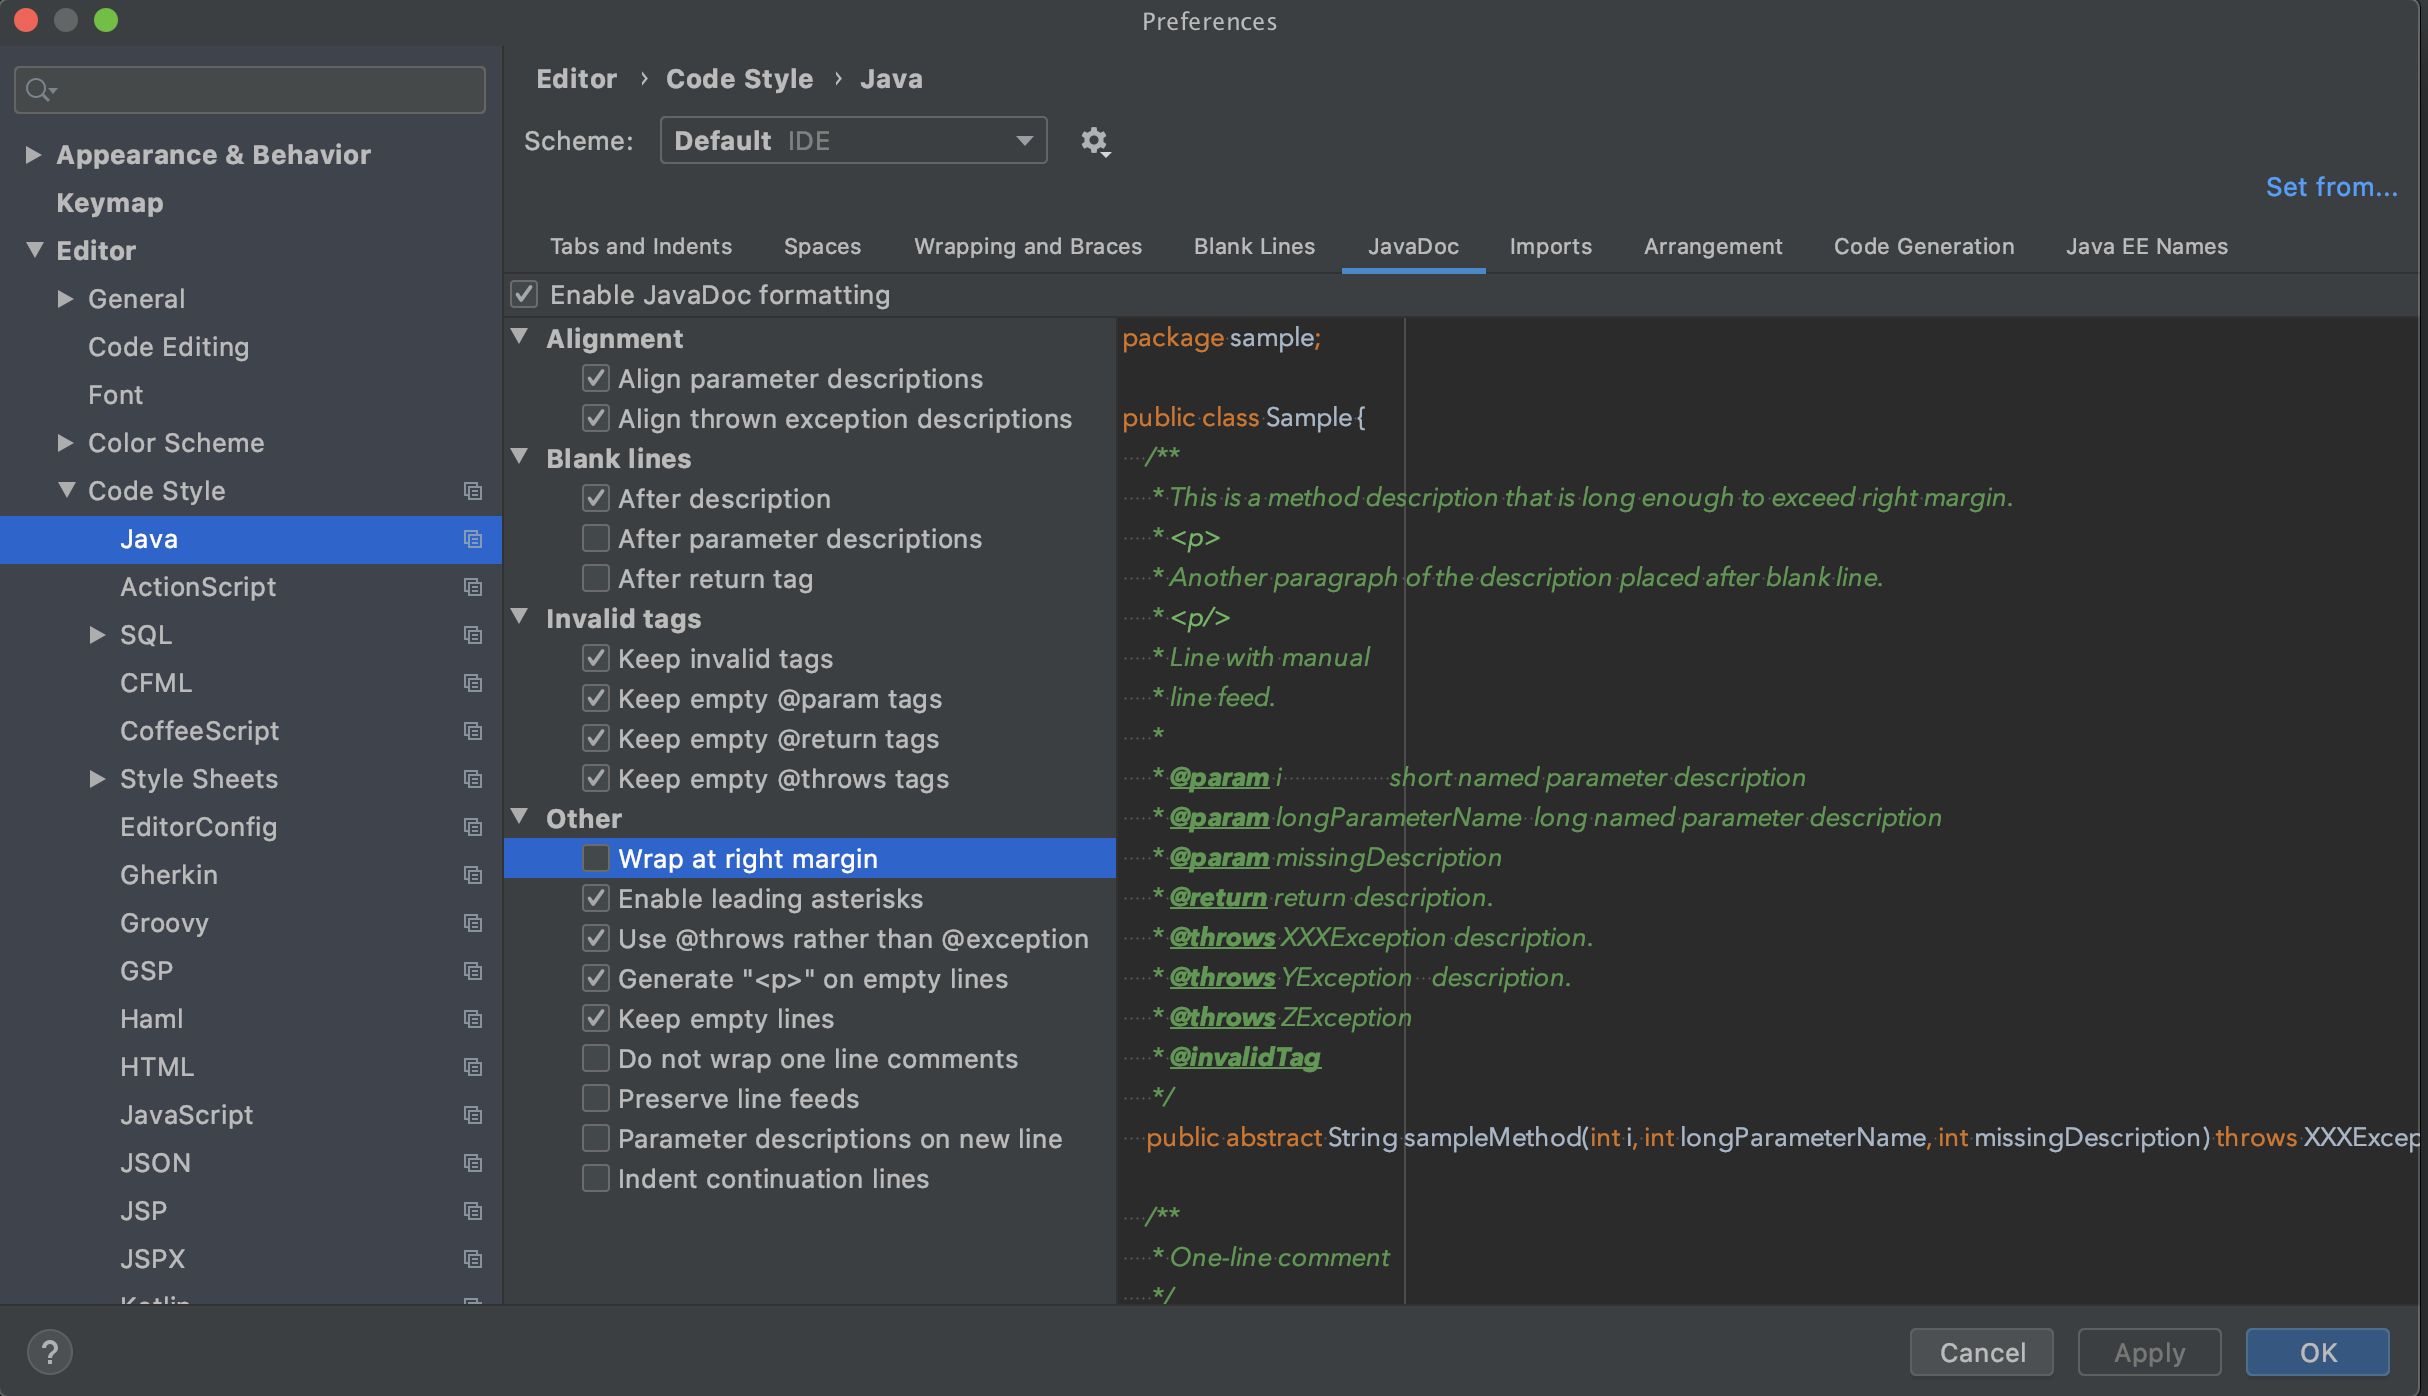 Preferences
Appearance & Behavior
Keymap
Editor
General
Code Editing
Font
Color Scheme
Code Style
Java
ActionScript
SQL
CFML
CoffeeScript
Style Sheets
EditorConfig
Gherkin
Groovy
GSP
Haml
HTML
JavaScript
JSON
JSP
JSPX
Kotlin
Editor › Code Style › Java
Scheme: Default IDE
Set from...
Tabs and Indents Spaces Wrapping and Braces Blank Lines JavaDoc Imports Arrangement Code Generation Java EE Names
Enable JavaDoc formatting
Alignment
Align parameter descriptions
Align thrown exception descriptions
Blank lines
After description
After parameter descriptions
After return tag
Invalid tags
Keep invalid tags
Keep empty @param tags
Keep empty @return tags
Keep empty @throws tags
Other
Wrap at right margin
Enable leading asterisks
Use @throws rather than @exception
Generate "<p>" on empty lines
Keep empty lines
Do not wrap one line comments
Preserve line feeds
Parameter descriptions on new line
Indent continuation lines
package sample;
public class Sample {
/**
* This is a method description that is long enough to exceed right margin.
* <p>
* Another paragraph of the description placed after blank line.
* <p/>
* Line with manual
* line feed.
*
* @param i short named parameter description
* @param longParameterName long named parameter description
* @param missingDescription
* @return return description.
* @throws XXXException description.
* @throws YException description.
* @throws ZException
* @invalidTag
*/
public abstract String sampleMethod(int i, int longParameterName, int missingDescription) throws XXXExcep
/**
* One-line comment
*/
?
Cancel Apply OK